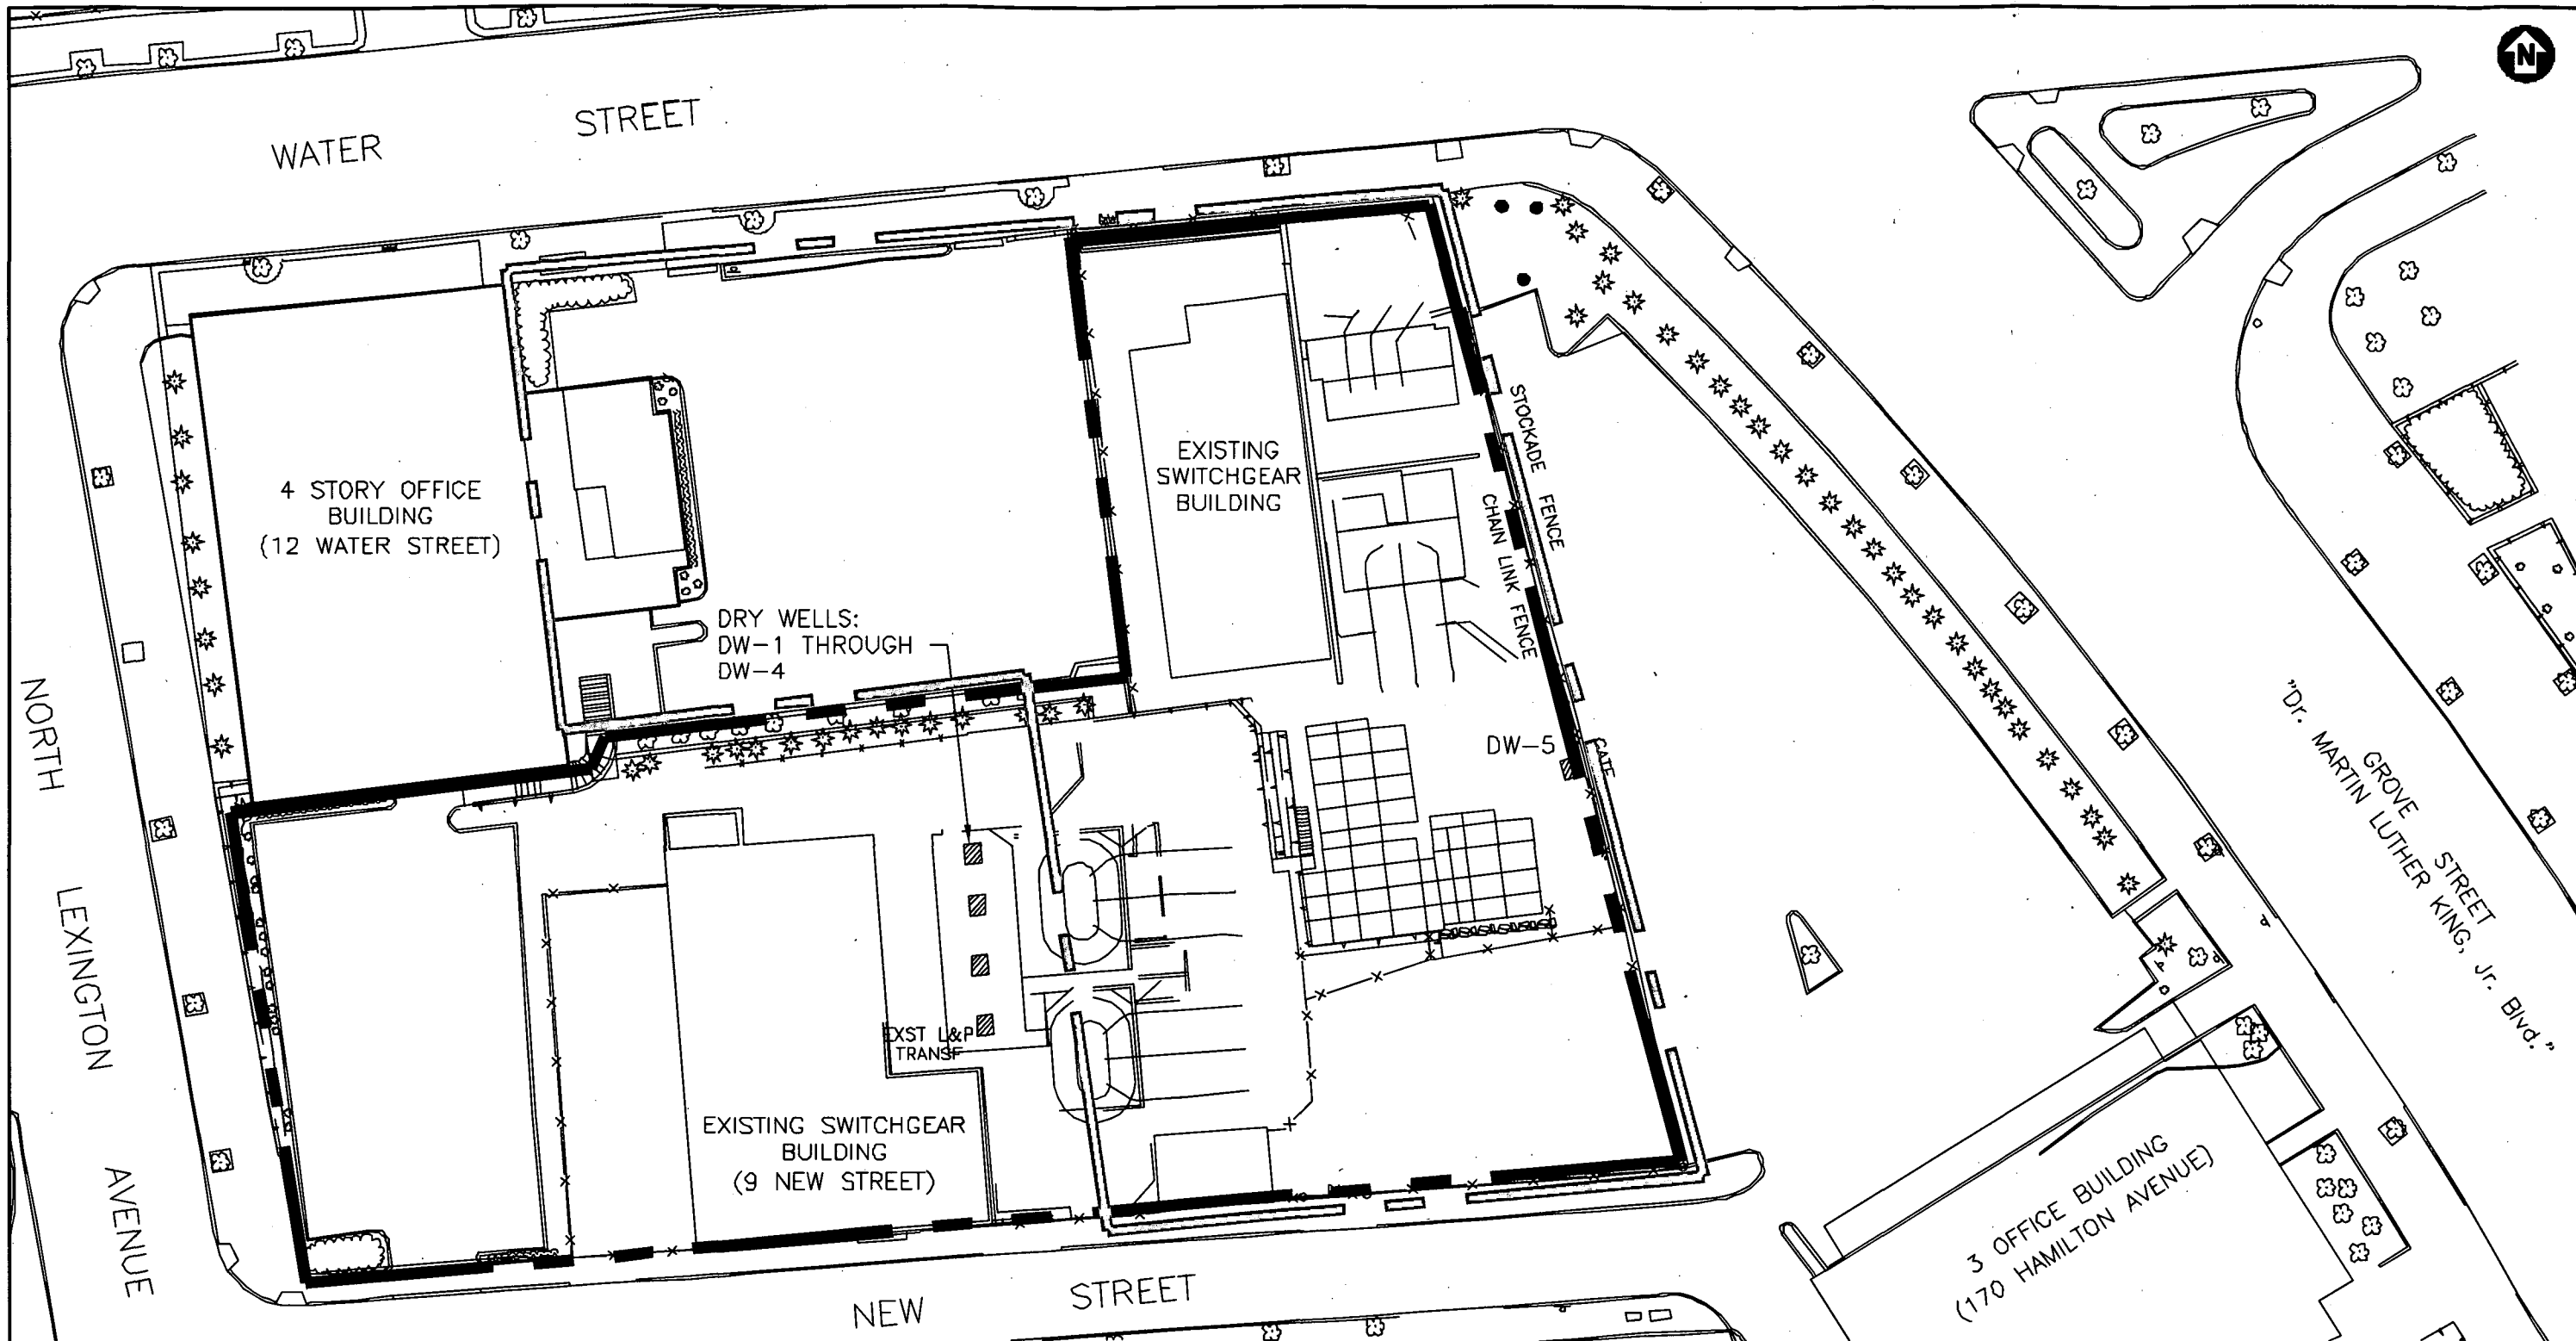 N
WATER STREET
4 STORY OFFICE
BUILDING
(12 WATER STREET)
EXISTING
SWITCHGEAR
BUILDING
STOCKADE FENCE
CHAIN LINK FENCE
DRY WELLS:
DW-1 THROUGH
DW-4
DW-5
GATE
NORTH LEXINGTON AVENUE
GROVE STREET
"Dr. MARTIN LUTHER KING, Jr. Blvd."
EXST L&P
TRANSF
EXISTING SWITCHGEAR
BUILDING
(9 NEW STREET)
3 OFFICE BUILDING
(170 HAMILTON AVENUE)
NEW STREET